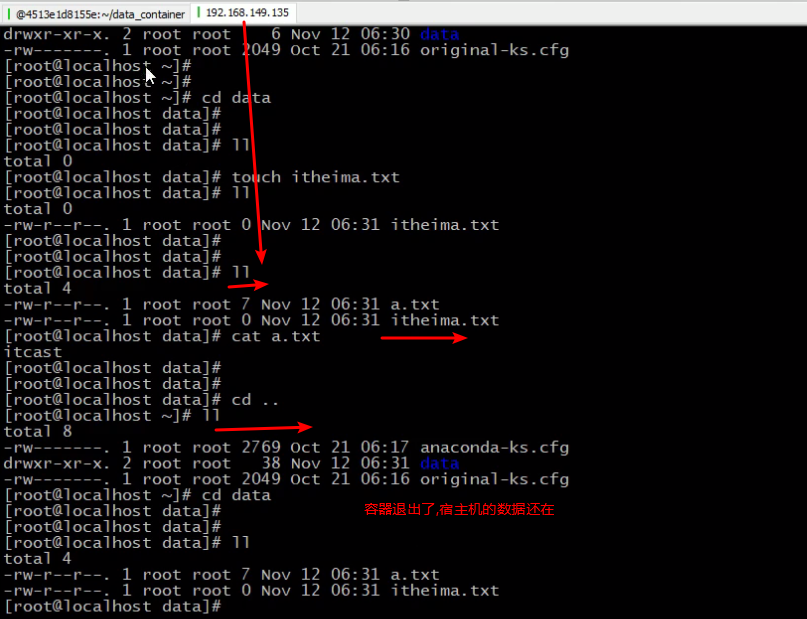 @4513e1d8155e:~/data_container 192.168.149.135
drwxr-xr-x. 2 root root    6 Nov 12 06:30 data
-rw-------. 1 root root 2049 Oct 21 06:16 original-ks.cfg
[root@localhost ~]#
[root@localhost ~]#
[root@localhost ~]# cd data
[root@localhost data]#
[root@localhost data]#
[root@localhost data]# ll
total 0
[root@localhost data]# touch itheima.txt
[root@localhost data]# ll
total 0
-rw-r--r--. 1 root root 0 Nov 12 06:31 itheima.txt
[root@localhost data]#
[root@localhost data]#
[root@localhost data]# ll
total 4
-rw-r--r--. 1 root root 7 Nov 12 06:31 a.txt
-rw-r--r--. 1 root root 0 Nov 12 06:31 itheima.txt
[root@localhost data]# cat a.txt
itcast
[root@localhost data]#
[root@localhost data]#
[root@localhost data]# cd ..
[root@localhost ~]# ll
total 8
-rw-------. 1 root root 2769 Oct 21 06:17 anaconda-ks.cfg
drwxr-xr-x. 2 root root   38 Nov 12 06:31 data
-rw-------. 1 root root 2049 Oct 21 06:16 original-ks.cfg
[root@localhost ~]# cd data
[root@localhost data]# 容器退出了,宿主机的数据还在
[root@localhost data]#
[root@localhost data]# ll
total 4
-rw-r--r--. 1 root root 7 Nov 12 06:31 a.txt
-rw-r--r--. 1 root root 0 Nov 12 06:31 itheima.txt
[root@localhost data]#